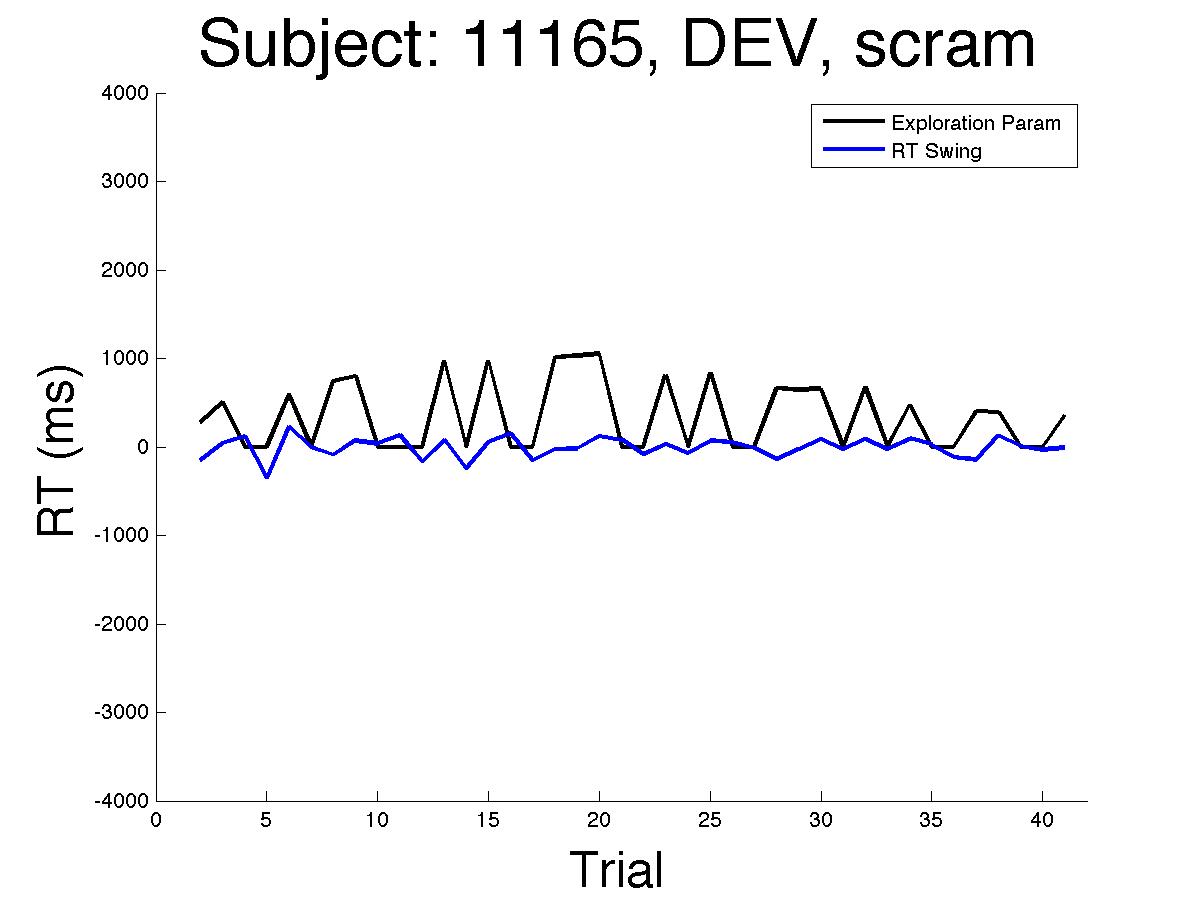 Subject: 11165, DEV, scram
Exploration Param
RT Swing
4000
3000
2000
1000
0
-1000
-2000
-3000
-4000
RT (ms)
0 5 10 15 20 25 30 35 40
Trial